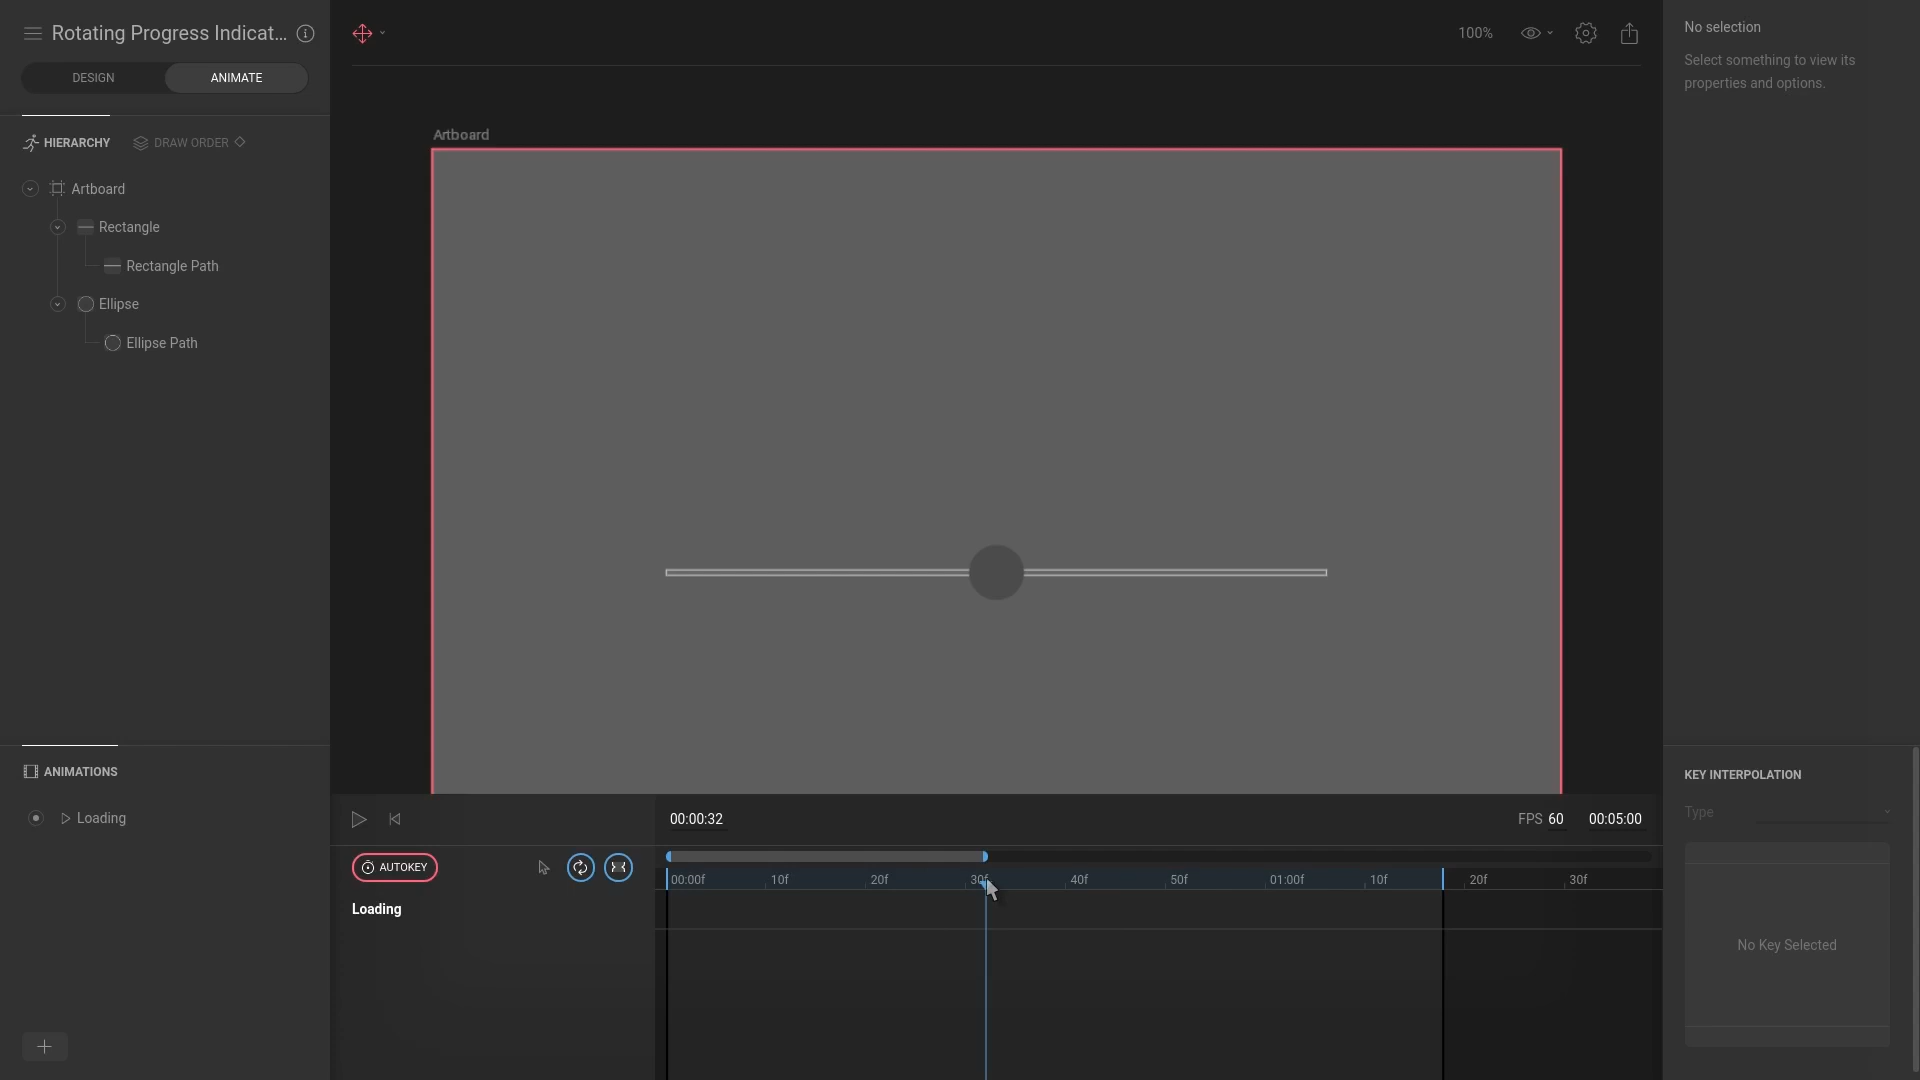 Rotating Progress Indicat...
DESIGN
ANIMATE
HIERARCHY
DRAW ORDER
Artboard
Rectangle
Rectangle Path
Ellipse
Ellipse Path
ANIMATIONS
Loading
100%
Artboard
00:00:32
FPS 60
00:05:00
AUTOKEY
00:00f
10f
20f
30f
40f
50f
01:00f
10f
20f
30f
Loading
No selection
Select something to view its
properties and options.
KEY INTERPOLATION
Type
No Key Selected